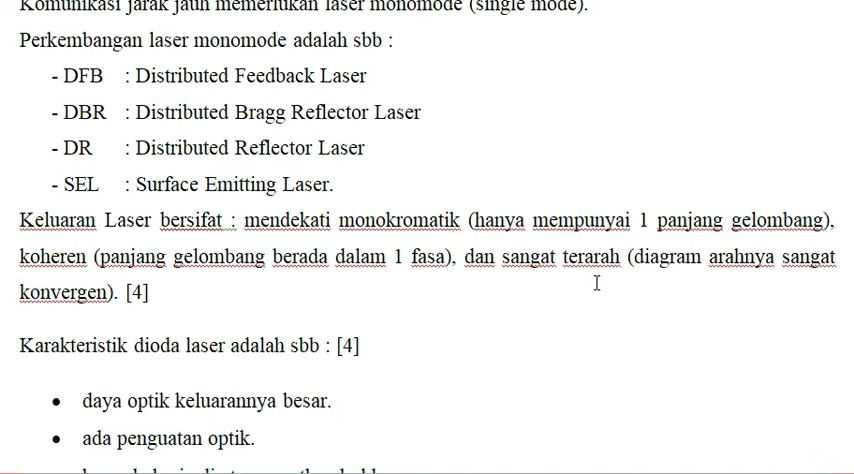 Komunikasi jarak jauh memerlukan laser monomode (single mode).
Perkembangan laser monomode adalah sbb :
- DFB : Distributed Feedback Laser
- DBR : Distributed Bragg Reflector Laser
- DR : Distributed Reflector Laser
- SEL : Surface Emitting Laser.
Keluaran Laser bersifat : mendekati monokromatik (hanya mempunyai 1 panjang gelombang),
koheren (panjang gelombang berada dalam 1 fasa), dan sangat terarah (diagram arahnya sangat
konvergen). [4]
Karakteristik dioda laser adalah sbb : [4]
• daya optik keluarannya besar.
• ada penguatan optik.